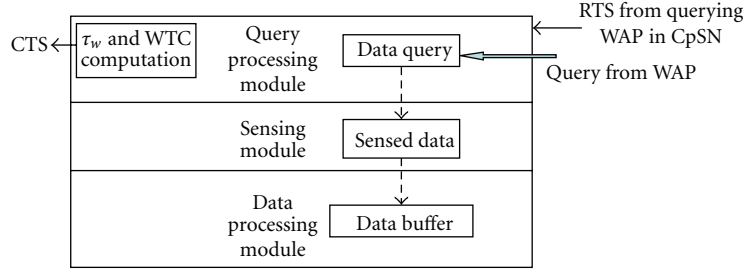 CTS
τw and WTC
computation
Query
processing
module
Data query
RTS from querying
WAP in CpSN
Query from WAP
Sensing
module
Sensed data
Data
processing
module
Data buffer